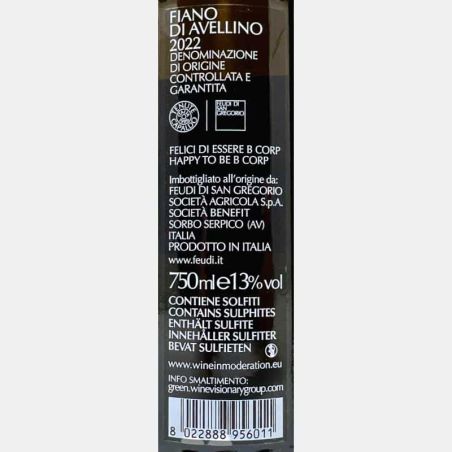 FIANO
DI AVELLINO
2022
DENOMINAZIONE
DI ORIGINE
CONTROLLATA E
GARANTITA
TENUTE
CAPALDO
FEUDI DI
SAN
GREGORIO
FELICI DI ESSERE B CORP
HAPPY TO BE B CORP
Imbottigliato all'origine da:
FEUDI DI SAN GREGORIO
SOCIETÀ AGRICOLA S.p.A.
SOCIETÀ BENEFIT
SORBO SERPICO (AV)
ITALIA
PRODOTTO IN ITALIA
www.feudi.it
750ml e 13% vol
CONTIENE SOLFITI
CONTAINS SULPHITES
ENTHÄLT SULFITE
INNEHÅLLER SULFITER
BEVAT SULFIETEN
www.wineinmoderation.eu
INFO SMALTIMENTO:
green.winevisionarygroup.com
8 022888 956011